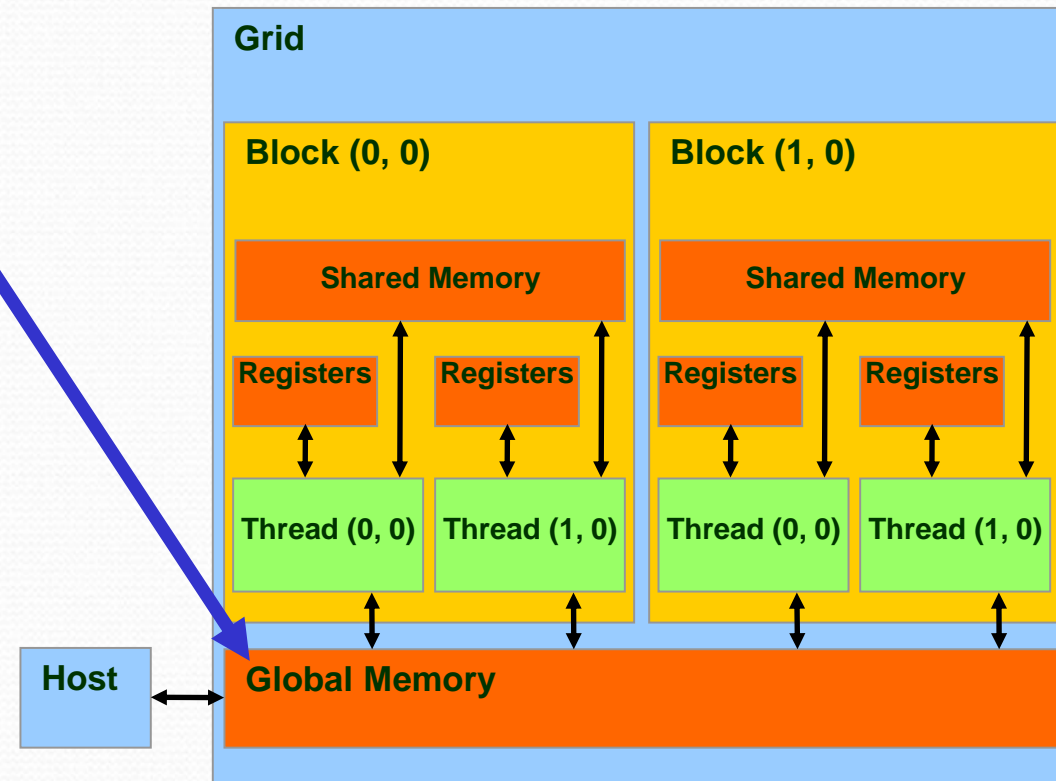 Grid
Block (0, 0)
Block (1, 0)
Shared Memory
Shared Memory
Registers
Registers
Registers
Registers
Thread (0, 0)
Thread (1, 0)
Thread (0, 0)
Thread (1, 0)
Host
Global Memory